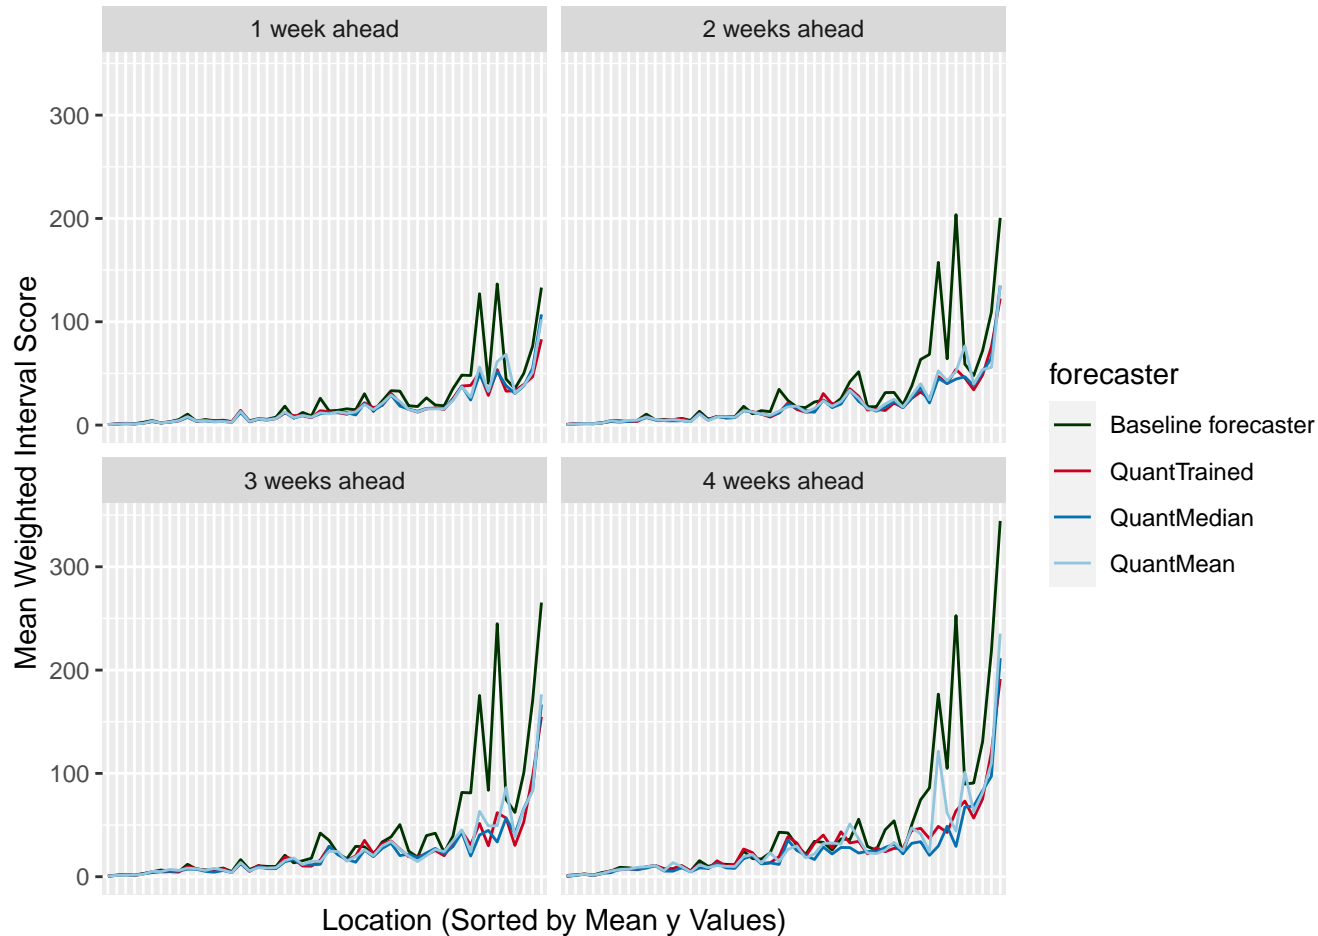 1 week ahead
2 weeks ahead
300
200
100
0
3 weeks ahead
4 weeks ahead
300
200
100
0
Mean Weighted Interval Score
Location (Sorted by Mean y Values)
forecaster
Baseline forecaster
QuantTrained
QuantMedian
QuantMean